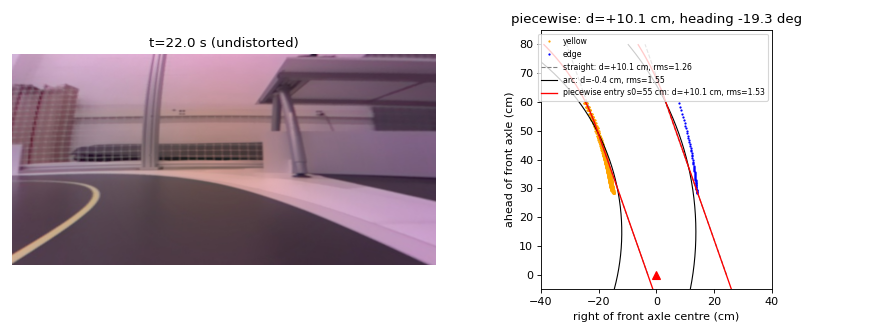 t=22.0 s (undistorted)
piecewise: d=+10.1 cm, heading -19.3 deg
yellow
edge
straight: d=+10.1 cm, rms=1.26
arc: d=-0.4 cm, rms=1.55
piecewise entry s0=55 cm: d=+10.1 cm, rms=1.53
80
70
60
50
40
30
20
10
0
ahead of front axle (cm)
−40 −20 0 20 40
right of front axle centre (cm)